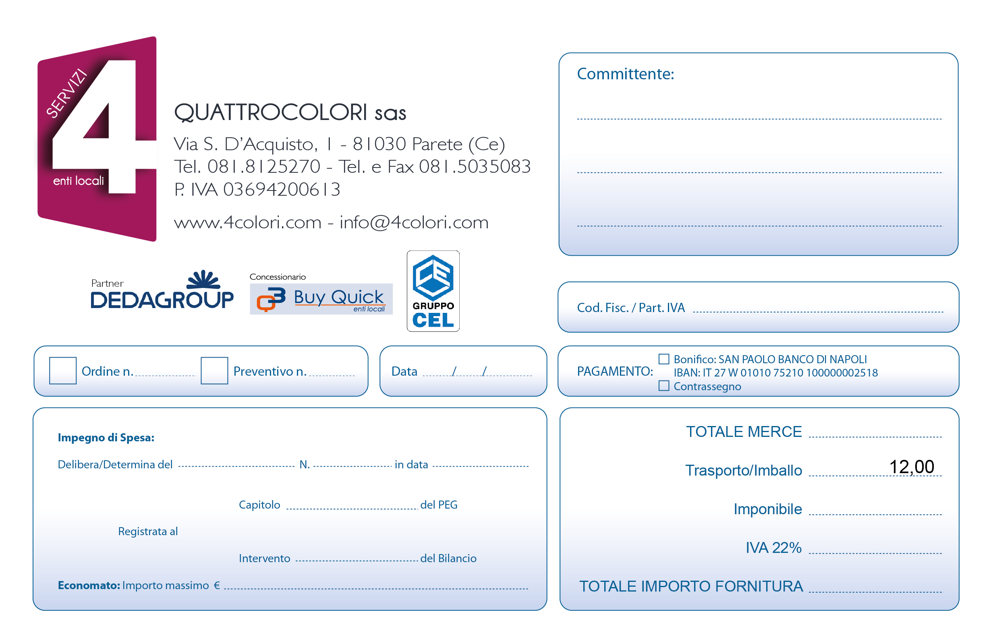 SERVIZI
4
enti locali
QUATTROCOLORI sas
Via S. D'Acquisto, 1 - 81030 Parete (Ce)
Tel. 081.8125270 - Tel. e Fax 081.5035083
P. IVA 03694200613
www.4colori.com - info@4colori.com
Partner
DEDAGROUP
Concessionario
Q3 Buy Quick
enti locali
GRUPPO
CEL
Committente:
Cod. Fisc. / Part. IVA
Ordine n.
Preventivo n.
Data / /
PAGAMENTO:
Bonifico: SAN PAOLO BANCO DI NAPOLI
IBAN: IT 27 W 01010 75210 100000002518
Contrassegno
Impegno di Spesa:
Delibera/Determina del N. in data
Capitolo del PEG
Registrata al
Intervento del Bilancio
Economato: Importo massimo €
TOTALE MERCE
Trasporto/Imballo 12,00
Imponibile
IVA 22%
TOTALE IMPORTO FORNITURA